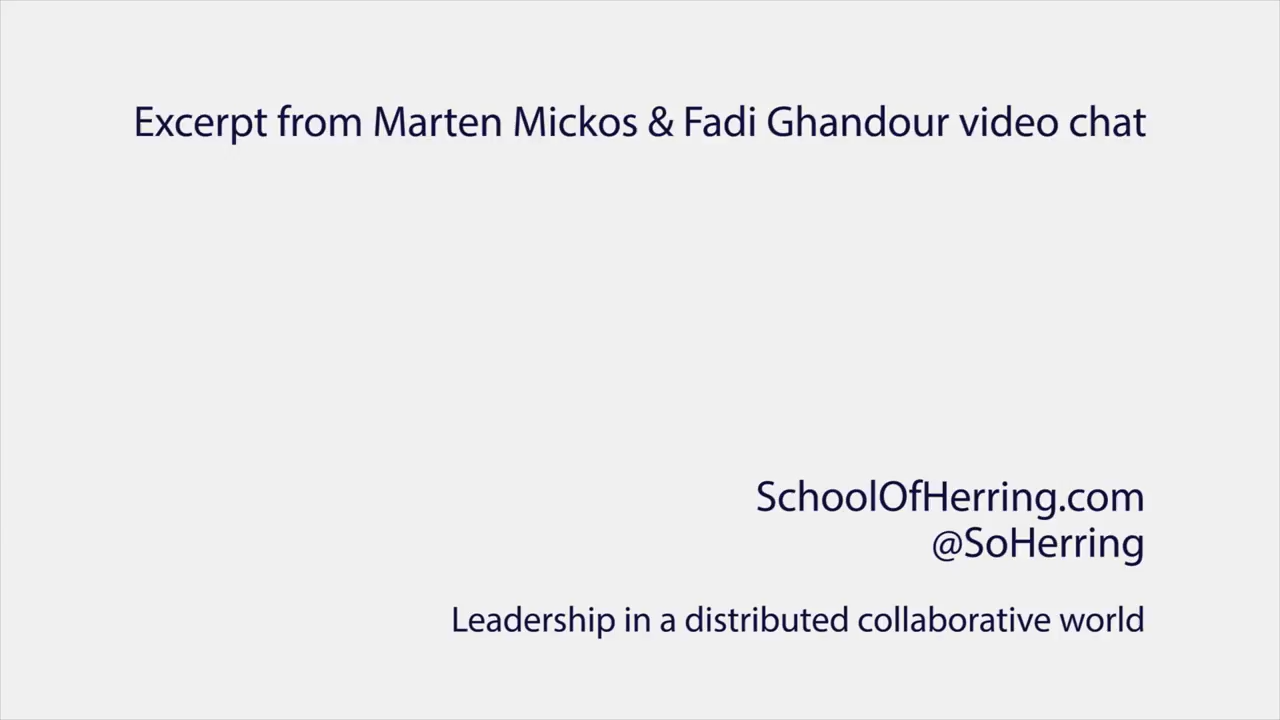 Excerpt from Marten Mickos & Fadi Ghandour video chat
SchoolOfHerring.com
@SoHerring
Leadership in a distributed collaborative world